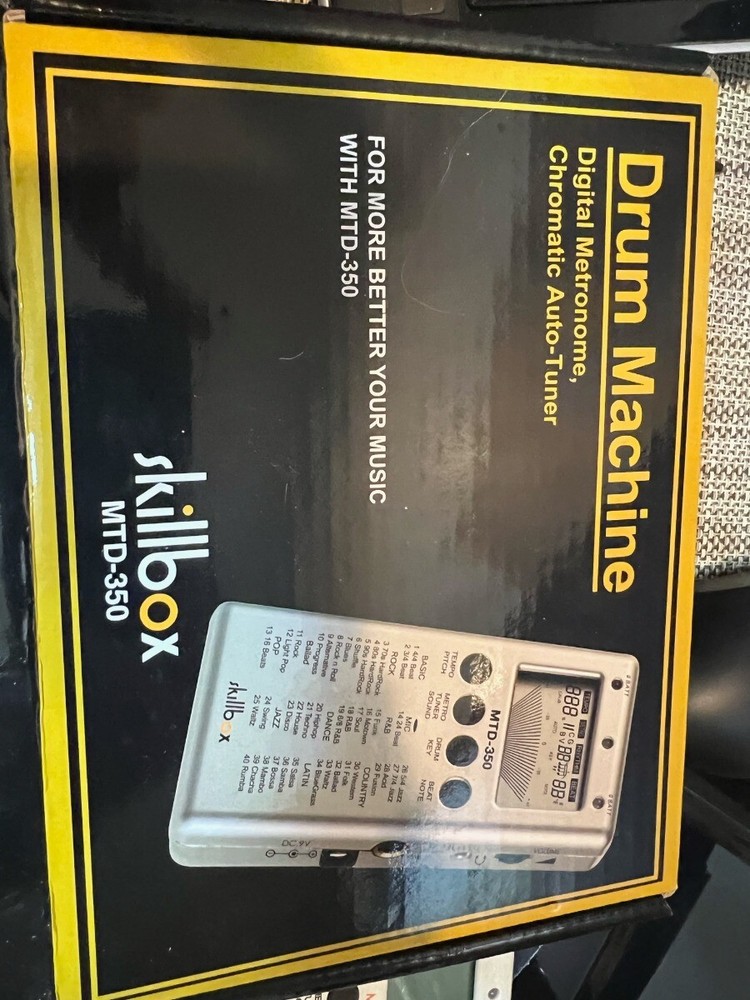 Drum Machine
Digital Metronome,
Chromatic Auto-Tuner
FOR MORE BETTER YOUR MUSIC
WITH MTD-350
skillbox
MTD-350
MTD-350
TEMPO
PITCH
METRO
TUNER
SOUND
DRUM
KEY
BEAT
NOTE
BASIC
1 4/4 Beat
2 3/4 Beat
ROCK
3 70s HardRock
4 80s HardRock
5 90s HardRock
6 Shuffle
7 Blues
8 Rock n Roll
9 Alternative
10 Progress
Ballad
11 Rock
12 Light Pop
POP
13 16 Beats
14 24 Beat
R&B
15 Funk
17 Soul
18 R&B
19 6/8 R&B
DANCE
20 Hiphop
21 Techno
22 House
23 Disco
JAZZ
24 Swing
25 Waltz
26 5/4 Jazz
27 7/4 Jazz
28 Acid
29 Fusion
COUNTRY
30 Western
31 Folk
32 Ballad
33 Waltz
34 BlueGrass
LATIN
35 Salsa
36 Samba
37 Bossa
38 Mambo
39 Chacha
40 Rumba
skillbox
DC 9V